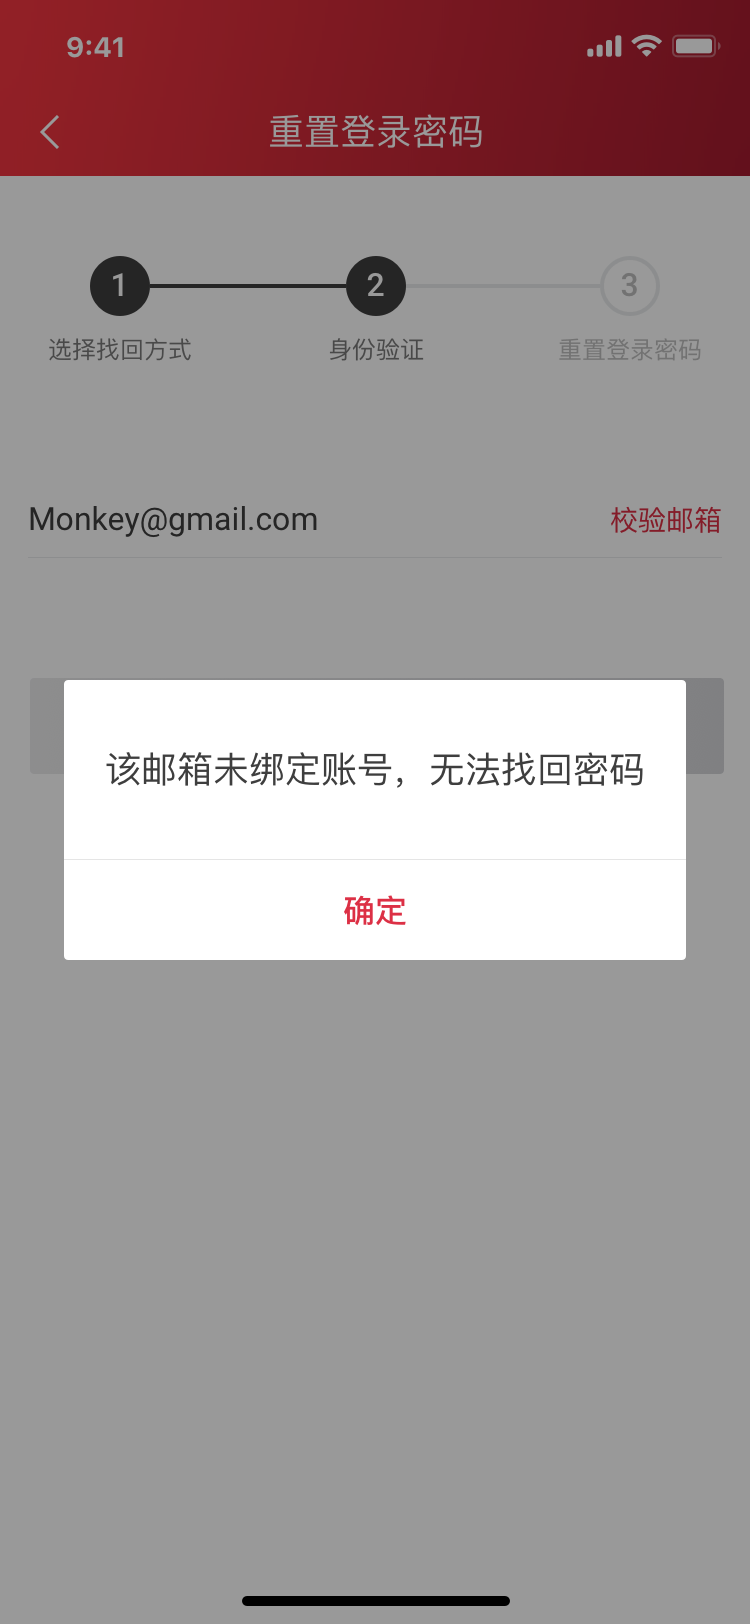 9:41
重置登录密码
1
2
3
选择找回方式
身份验证
重置登录密码
Monkey@gmail.com
校验邮箱
该邮箱未绑定账号，无法找回密码
确定